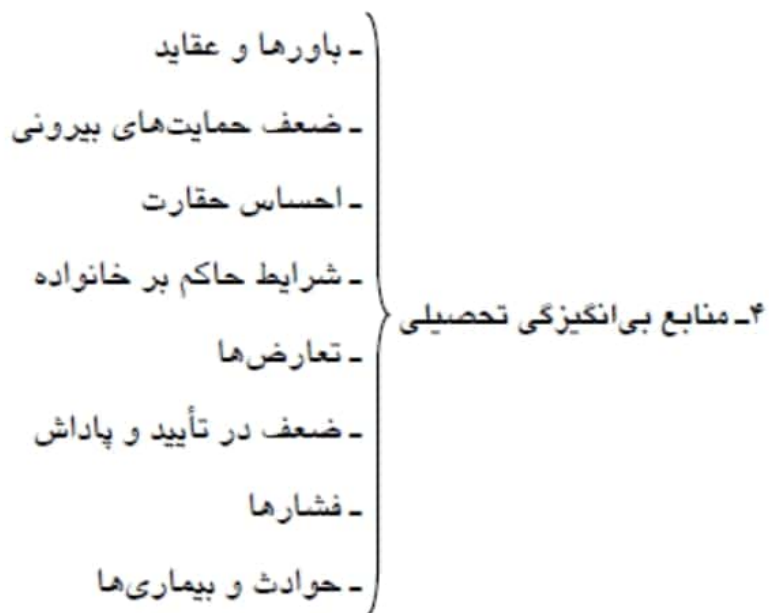 ۴ـ منابع بی‌انگیزگی تحصیلی
ـ باورها و عقاید
ـ ضعف حمایت‌های بیرونی
ـ احساس حقارت
ـ شرایط حاکم بر خانواده
ـ تعارض‌ها
ـ ضعف در تأیید و پاداش
ـ فشارها
ـ حوادث و بیماری‌ها